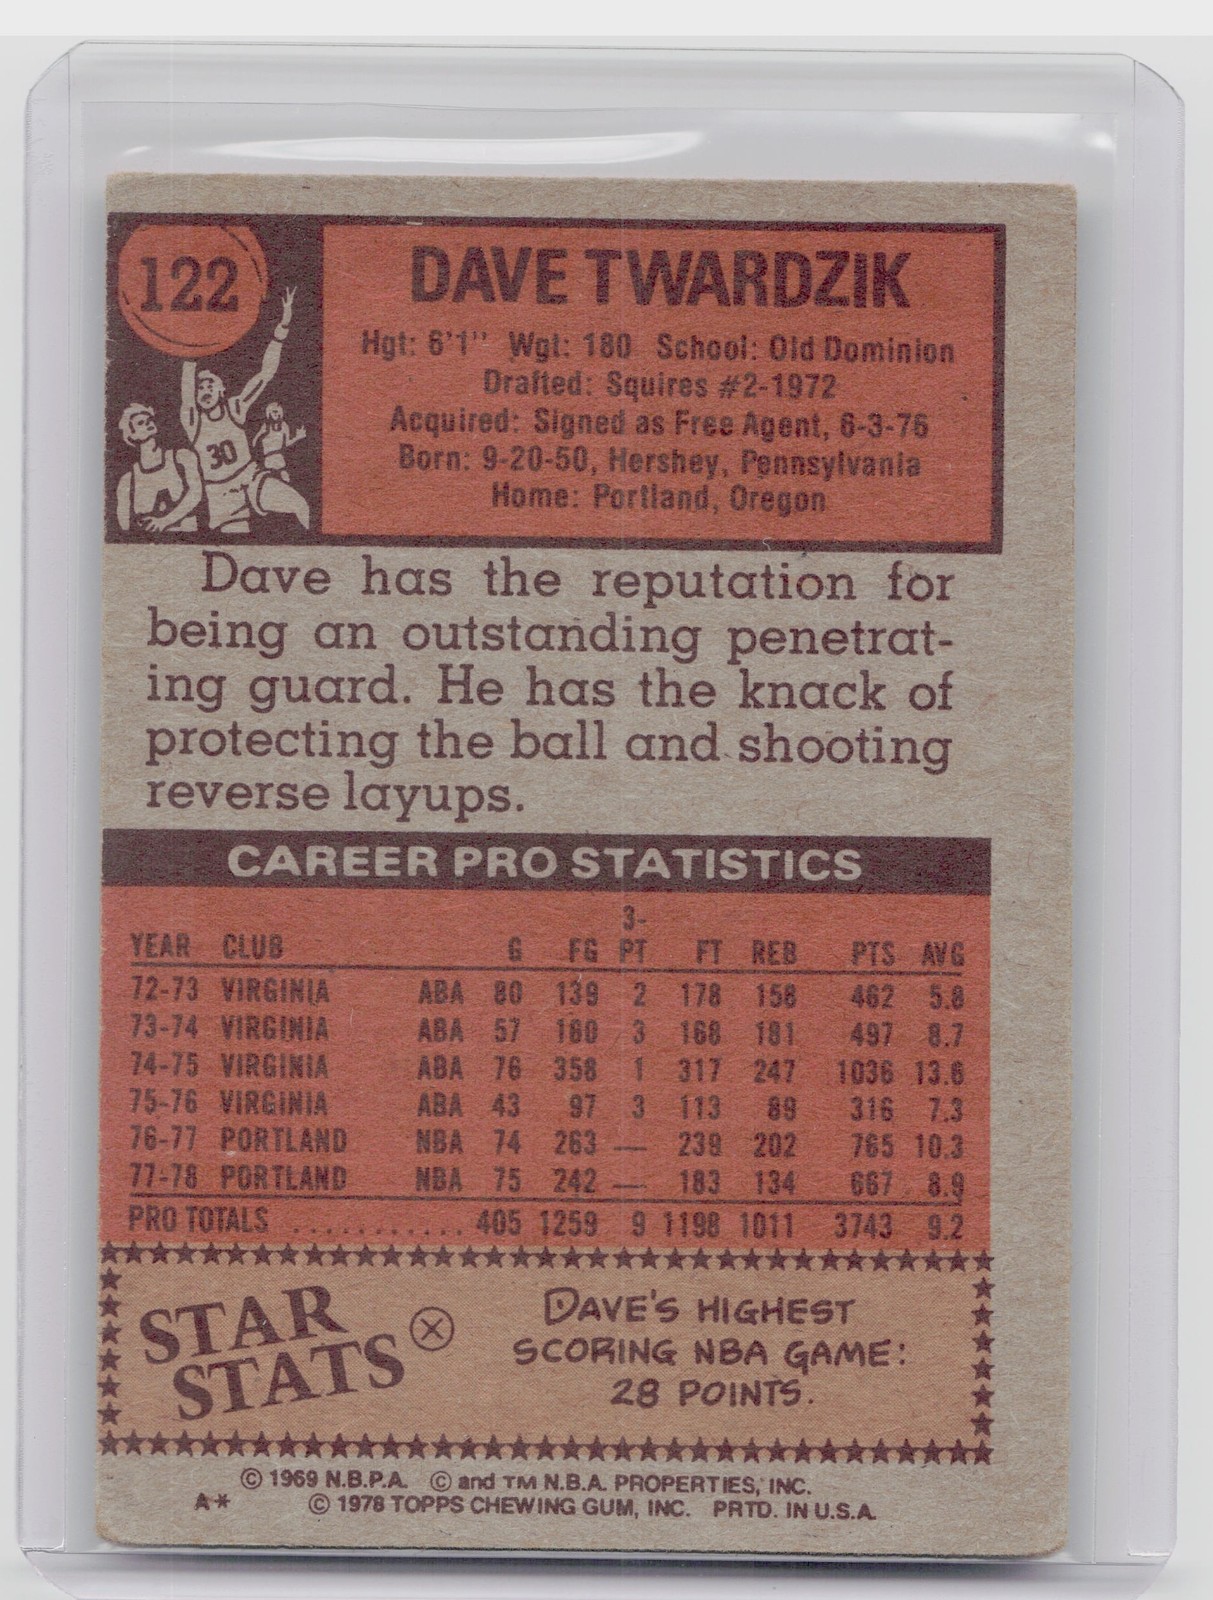 122
DAVE TWARDZIK
Hgt: 6'1" Wgt: 180 School: Old Dominion
Drafted: Squires #2-1972
Acquired: Signed as Free Agent, 6-3-76
Born: 9-20-50, Hershey, Pennsylvania
Home: Portland, Oregon
30
Dave has the reputation for
being an outstanding penetrat-
ing guard. He has the knack of
protecting the ball and shooting
reverse layups.
CAREER PRO STATISTICS
YEAR CLUB G FG 3-PT FT REB PTS AVG
72-73 VIRGINIA ABA 80 139 2 178 158 462 5.8
73-74 VIRGINIA ABA 57 160 3 168 181 497 8.7
74-75 VIRGINIA ABA 76 358 1 317 247 1036 13.6
75-76 VIRGINIA ABA 43 97 3 113 89 316 7.3
76-77 PORTLAND NBA 74 263 — 239 202 765 10.3
77-78 PORTLAND NBA 75 242 — 183 134 667 8.9
PRO TOTALS ........... 405 1259 9 1198 1011 3743 9.2
STAR
STATS
DAVE'S HIGHEST
SCORING NBA GAME:
28 POINTS.
© 1969 N.B.P.A. © and TM N.B.A. PROPERTIES, INC.
A* © 1978 TOPPS CHEWING GUM, INC. PRTD. IN U.S.A.